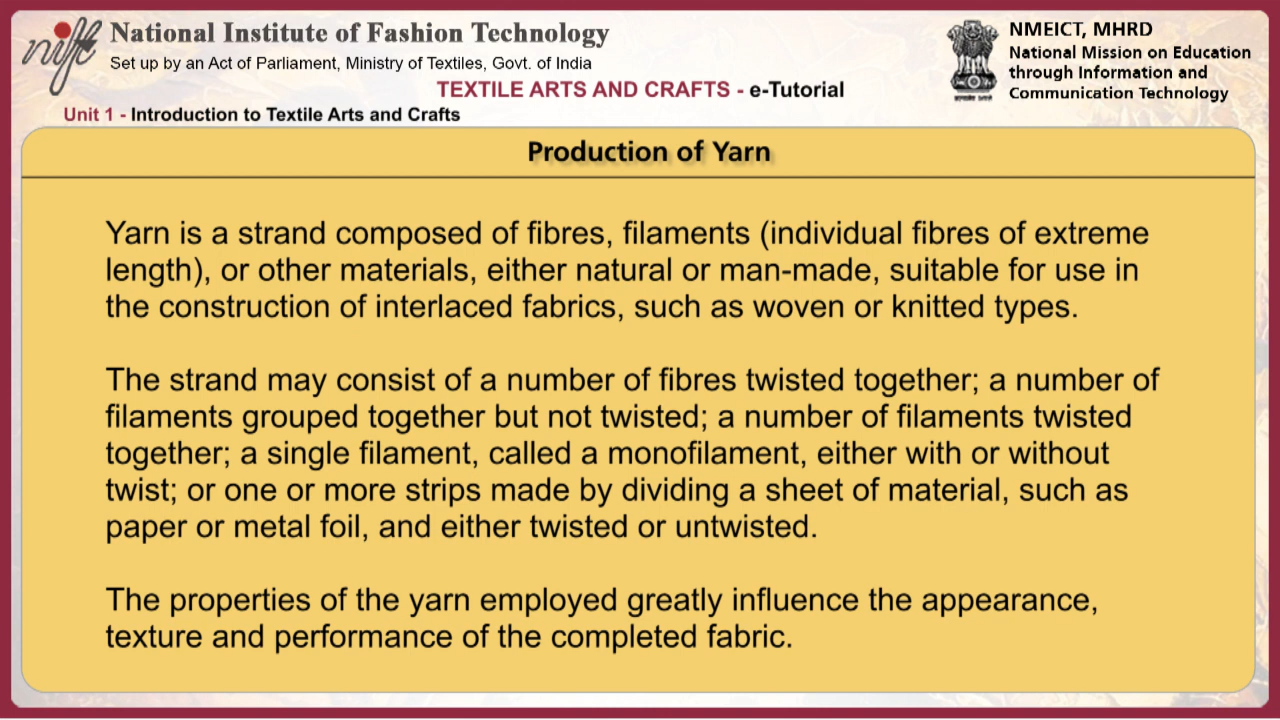 nift
National Institute of Fashion Technology
Set up by an Act of Parliament, Ministry of Textiles, Govt. of India
NMEICT, MHRD
National Mission on Education
through Information and
Communication Technology
TEXTILE ARTS AND CRAFTS - e-Tutorial
Unit 1 - Introduction to Textile Arts and Crafts
Production of Yarn
Yarn is a strand composed of fibres, filaments (individual fibres of extreme
length), or other materials, either natural or man-made, suitable for use in
the construction of interlaced fabrics, such as woven or knitted types.
The strand may consist of a number of fibres twisted together; a number of
filaments grouped together but not twisted; a number of filaments twisted
together; a single filament, called a monofilament, either with or without
twist; or one or more strips made by dividing a sheet of material, such as
paper or metal foil, and either twisted or untwisted.
The properties of the yarn employed greatly influence the appearance,
texture and performance of the completed fabric.